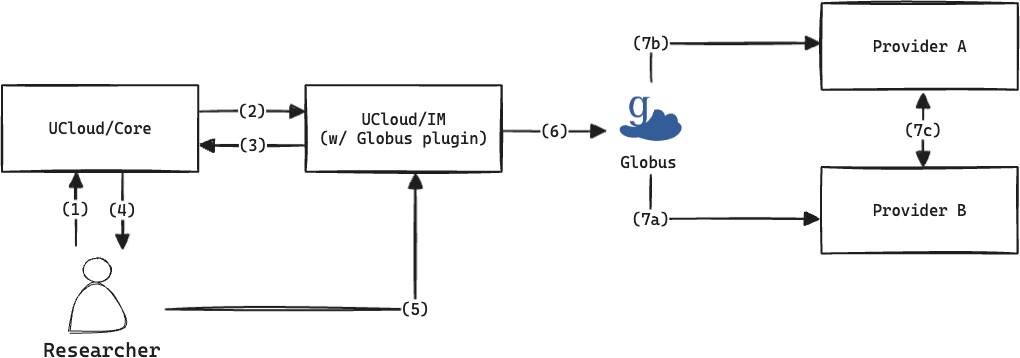 (7b)
Provider A
UCloud/Core
(2)
(3)
UCloud/IM
(w/ Globus plugin)
(6)
g
Globus
(7c)
(1)
(4)
(7a)
Provider B
(5)
Researcher